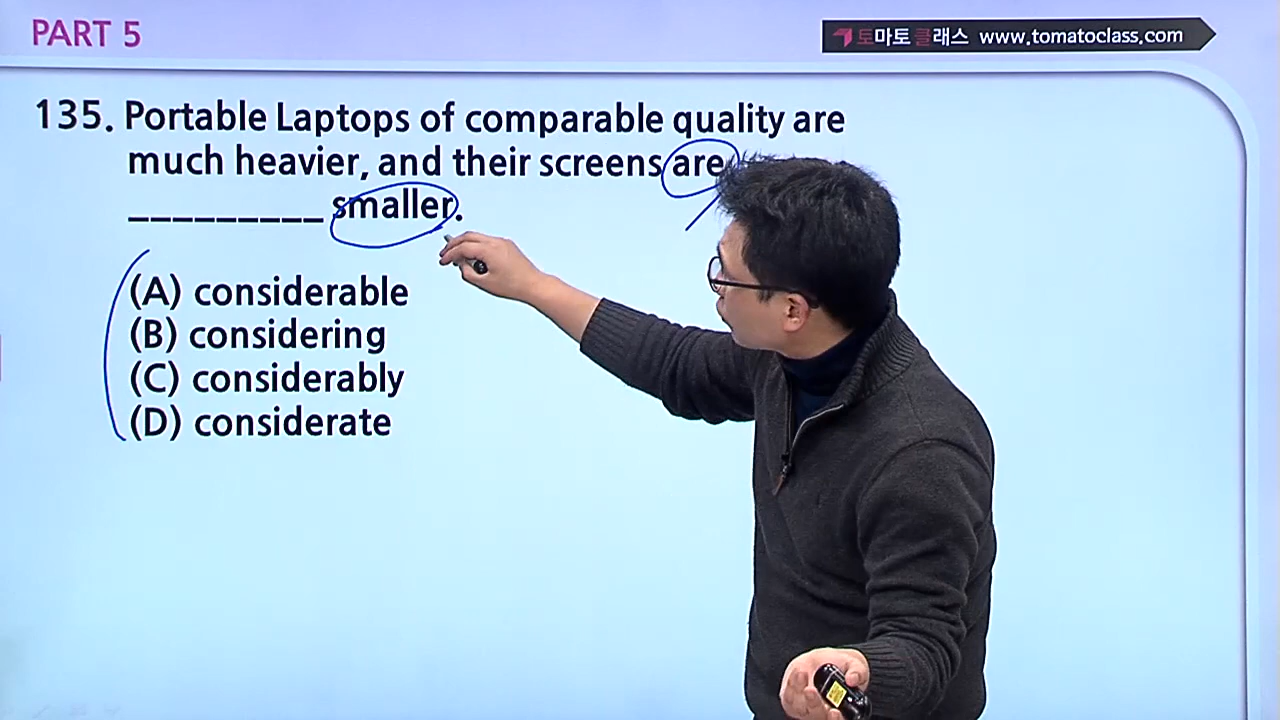 PART 5
토마토 클래스 www.tomatoclass.com
135. Portable Laptops of comparable quality are
much heavier, and their screens are
_________ smaller.
(A) considerable
(B) considering
(C) considerably
(D) considerate